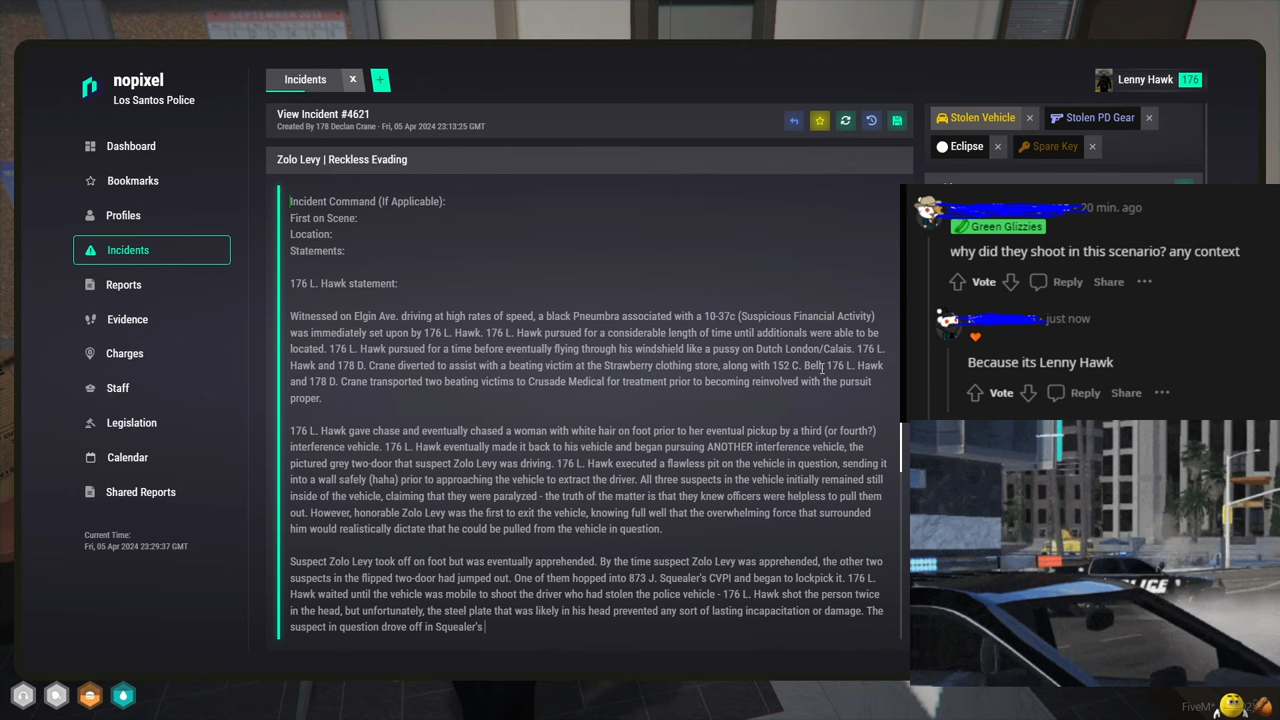 nopixel
Los Santos Police
Dashboard
Bookmarks
Profiles
Incidents
Reports
Evidence
Charges
Staff
Legislation
Calendar
Shared Reports
Current Time:
Fri, 05 Apr 2024 23:29:37 GMT
Incidents x +
Lenny Hawk 176
View Incident #4621
Created By 178 Declan Crane · Fri, 05 Apr 2024 23:13:25 GMT
Zolo Levy | Reckless Evading
Incident Command (If Applicable):
First on Scene:
Location:
Statements:
176 L. Hawk statement:
Witnessed on Elgin Ave. driving at high rates of speed, a black Pneumbra associated with a 10-37c (Suspicious Financial Activity)
was immediately set upon by 176 L. Hawk. 176 L. Hawk pursued for a considerable length of time until additionals were able to be
located. 176 L. Hawk pursued for a time before eventually flying through his windshield like a pussy on Dutch London/Calais. 176 L.
Hawk and 178 D. Crane diverted to assist with a beating victim at the Strawberry clothing store, along with 152 C. Bell. 176 L. Hawk
and 178 D. Crane transported two beating victims to Crusade Medical for treatment prior to becoming reinvolved with the pursuit
proper.
176 L. Hawk gave chase and eventually chased a woman with white hair on foot prior to her eventual pickup by a third (or fourth?)
interference vehicle. 176 L. Hawk eventually made it back to his vehicle and began pursuing ANOTHER interference vehicle, the
pictured grey two-door that suspect Zolo Levy was driving. 176 L. Hawk executed a flawless pit on the vehicle in question, sending it
into a wall safely (haha) prior to approaching the vehicle to extract the driver. All three suspects in the vehicle initially remained still
inside of the vehicle, claiming that they were paralyzed - the truth of the matter is that they knew officers were helpless to pull them
out. However, honorable Zolo Levy was the first to exit the vehicle, knowing full well that the overwhelming force that surrounded
him would realistically dictate that he could be pulled from the vehicle in question.
Suspect Zolo Levy took off on foot but was eventually apprehended. By the time suspect Zolo Levy was apprehended, the other two
suspects in the flipped two-door had jumped out. One of them hopped into 873 J. Squealer's CVPI and began to lockpick it. 176 L.
Hawk waited until the vehicle was mobile to shoot the driver who had stolen the police vehicle - 176 L. Hawk shot the person twice
in the head, but unfortunately, the steel plate that was likely in his head prevented any sort of lasting incapacitation or damage. The
suspect in question drove off in Squealer's
Stolen Vehicle x Stolen PD Gear x
Eclipse x Spare Key x
· 20 min. ago
Green Glizzies
why did they shoot in this scenario? any context
Vote Reply Share ···
· just now
Because its Lenny Hawk
Vote Reply Share ···
POLICE
FiveM*